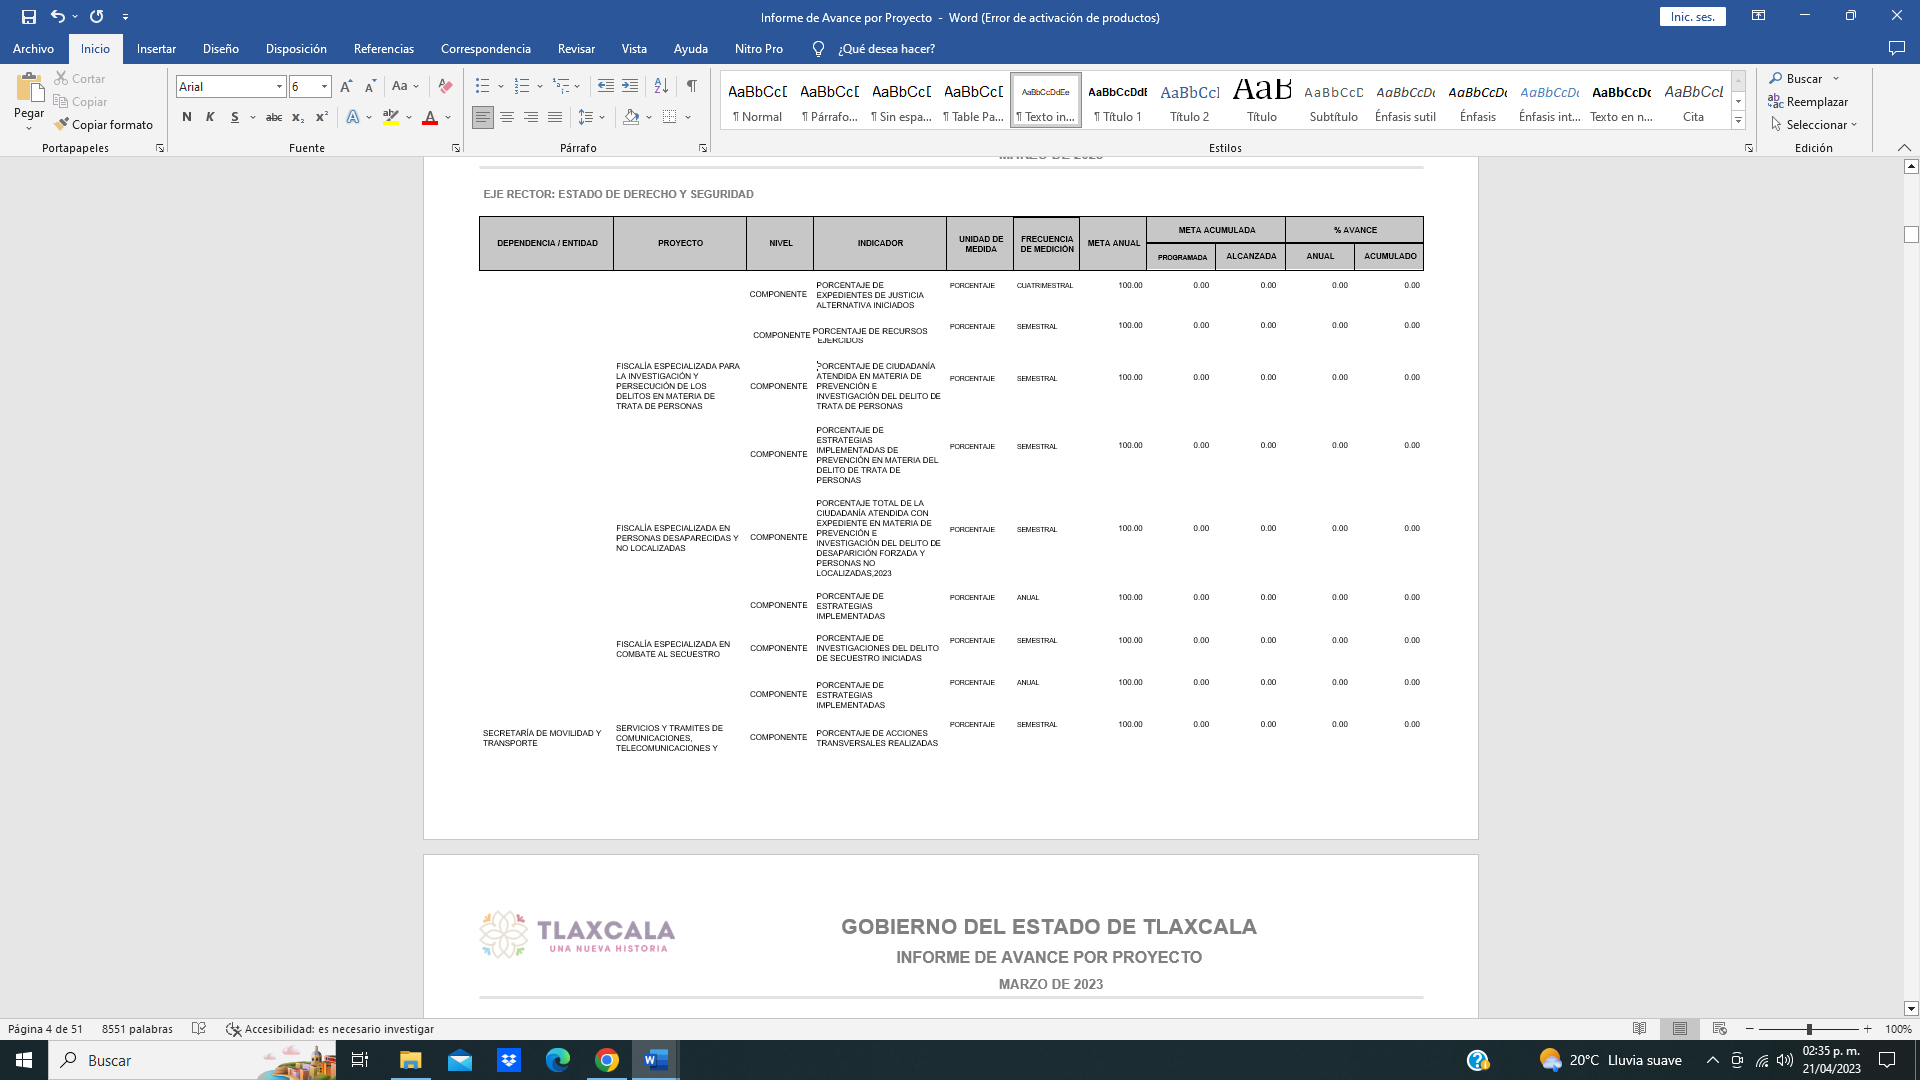 Informe de Avance por Proyecto - Word (Error de activación de productos)
Inic. ses.
Archivo Inicio Insertar Diseño Disposición Referencias Correspondencia Revisar Vista Ayuda Nitro Pro ¿Qué desea hacer?
Pegar
Cortar
Copiar
Copiar formato
Portapapeles
Arial 6
Aa
N K S abc x₂ x²
A A
Fuente
Párrafo
AaBbCcI AaBbCcI AaBbCcI AaBbCcI AaBbCcDdEe AaBbCcDdE AaBbCcI AaB AaBbCcD AaBbCcDc AaBbCcDc AaBbCcDc AaBbCcDc AaBbCcL
¶ Normal ¶ Párrafo... ¶ Sin espa... ¶ Table Pa... ¶ Texto in... ¶ Título 1 Título 2 Título Subtítulo Énfasis sutil Énfasis Énfasis int... Texto en n... Cita
Estilos
Buscar
Reemplazar
Seleccionar
Edición
EJE RECTOR: ESTADO DE DERECHO Y SEGURIDAD
DEPENDENCIA / ENTIDAD PROYECTO NIVEL INDICADOR UNIDAD DE MEDIDA FRECUENCIA DE MEDICIÓN META ANUAL META ACUMULADA % AVANCE
PROGRAMADA ALCANZADA ANUAL ACUMULADO
COMPONENTE
PORCENTAJE DE
EXPEDIENTES DE JUSTICIA
ALTERNATIVA INICIADOS
PORCENTAJE CUATRIMESTRAL 100.00 0.00 0.00 0.00 0.00
COMPONENTE
PORCENTAJE DE RECURSOS
EJERCIDOS
PORCENTAJE SEMESTRAL 100.00 0.00 0.00 0.00 0.00
FISCALÍA ESPECIALIZADA PARA
LA INVESTIGACIÓN Y
PERSECUCIÓN DE LOS
DELITOS EN MATERIA DE
TRATA DE PERSONAS
COMPONENTE
PORCENTAJE DE CIUDADANÍA
ATENDIDA EN MATERIA DE
PREVENCIÓN E
INVESTIGACIÓN DEL DELITO DE
TRATA DE PERSONAS
PORCENTAJE SEMESTRAL 100.00 0.00 0.00 0.00 0.00
COMPONENTE
PORCENTAJE DE
ESTRATEGIAS
IMPLEMENTADAS DE
PREVENCIÓN EN MATERIA DEL
DELITO DE TRATA DE
PERSONAS
PORCENTAJE SEMESTRAL 100.00 0.00 0.00 0.00 0.00
FISCALÍA ESPECIALIZADA EN
PERSONAS DESAPARECIDAS Y
NO LOCALIZADAS
COMPONENTE
PORCENTAJE TOTAL DE LA
CIUDADANÍA ATENDIDA CON
EXPEDIENTE EN MATERIA DE
PREVENCIÓN E
INVESTIGACIÓN DEL DELITO DE
DESAPARICIÓN FORZADA Y
PERSONAS NO
LOCALIZADAS,2023
PORCENTAJE SEMESTRAL 100.00 0.00 0.00 0.00 0.00
COMPONENTE
PORCENTAJE DE
ESTRATEGIAS
IMPLEMENTADAS
PORCENTAJE ANUAL 100.00 0.00 0.00 0.00 0.00
FISCALÍA ESPECIALIZADA EN
COMBATE AL SECUESTRO
COMPONENTE
PORCENTAJE DE
INVESTIGACIONES DEL DELITO
DE SECUESTRO INICIADAS
PORCENTAJE SEMESTRAL 100.00 0.00 0.00 0.00 0.00
COMPONENTE
PORCENTAJE DE
ESTRATEGIAS
IMPLEMENTADAS
PORCENTAJE ANUAL 100.00 0.00 0.00 0.00 0.00
SECRETARÍA DE MOVILIDAD Y
TRANSPORTE
SERVICIOS Y TRAMITES DE
COMUNICACIONES,
TELECOMUNICACIONES Y
COMPONENTE
PORCENTAJE DE ACCIONES
TRANSVERSALES REALIZADAS
PORCENTAJE SEMESTRAL 100.00 0.00 0.00 0.00 0.00
TLAXCALA
UNA NUEVA HISTORIA
GOBIERNO DEL ESTADO DE TLAXCALA
INFORME DE AVANCE POR PROYECTO
MARZO DE 2023
Página 4 de 51 8551 palabras Accesibilidad: es necesario investigar 100%
Buscar
20°C Lluvia suave
02:35 p. m.
21/04/2023